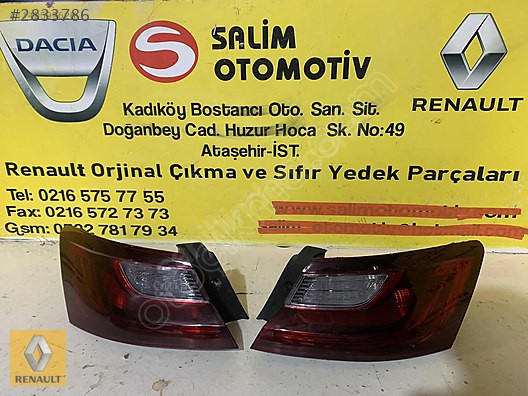 #2833786
DACIA
SALİM
OTOMOTİV
RENAULT
Kadıköy Bostancı Oto. San. Sit.
Doğanbey Cad. Huzur Hoca Sk. No:49
Ataşehir-İST.
Renault Orjinal Çıkma ve Sıfır Yedek Parçaları
Tel: 0216 575 77 55
Fax: 0216 572 73 73
Gsm: 781 79 34
RENAULT